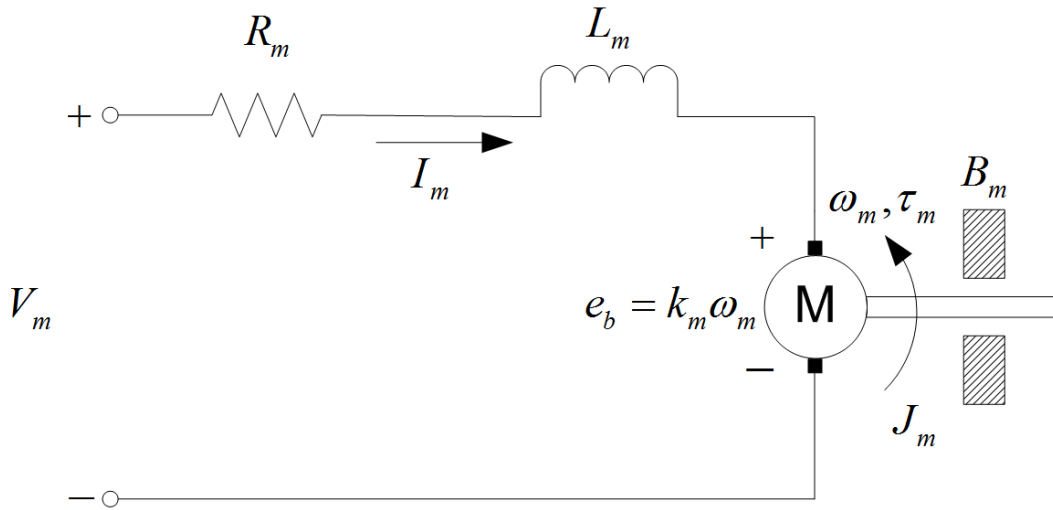 R_m
L_m
+
I_m
B_m
ω_m, τ_m
+
V_m
e_b = k_m ω_m
M
−
J_m
−